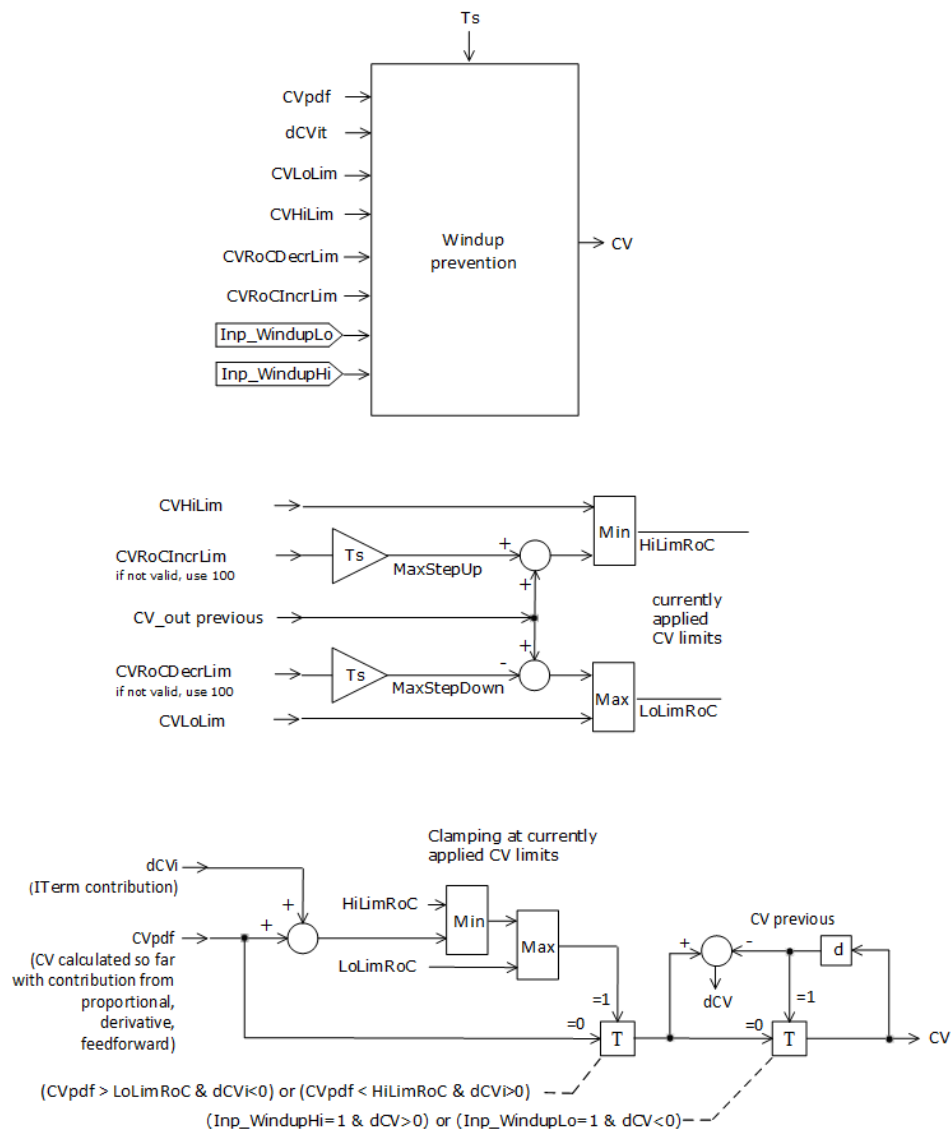 Ts
CVpdf
dCVit
CVLoLim
CVHiLim
CVRoCDecrLim
CVRoCIncrLim
Inp_WindupLo
Inp_WindupHi
Windup
prevention
CV
CVHiLim
CVRoCIncrLim
if not valid, use 100
Ts
MaxStepUp
+
+
Min
HiLimRoC
CV_out previous
currently
applied
CV limits
CVRoCDecrLim
if not valid, use 100
Ts
MaxStepDown
+
-
Max
LoLimRoC
CVLoLim
Clamping at currently
applied CV limits
dCVi
(ITerm contribution)
+
+
CVpdf
(CV calculated so far
with contribution from
proportional,
derivative,
feedforward)
HiLimRoC
Min
Max
LoLimRoC
=1
=0
T
CV previous
+
-
d
dCV
=1
=0
T
CV
(CVpdf > LoLimRoC & dCVi<0) or (CVpdf < HiLimRoC & dCVi>0)
(Inp_WindupHi=1 & dCV>0) or (Inp_WindupLo=1 & dCV<0)